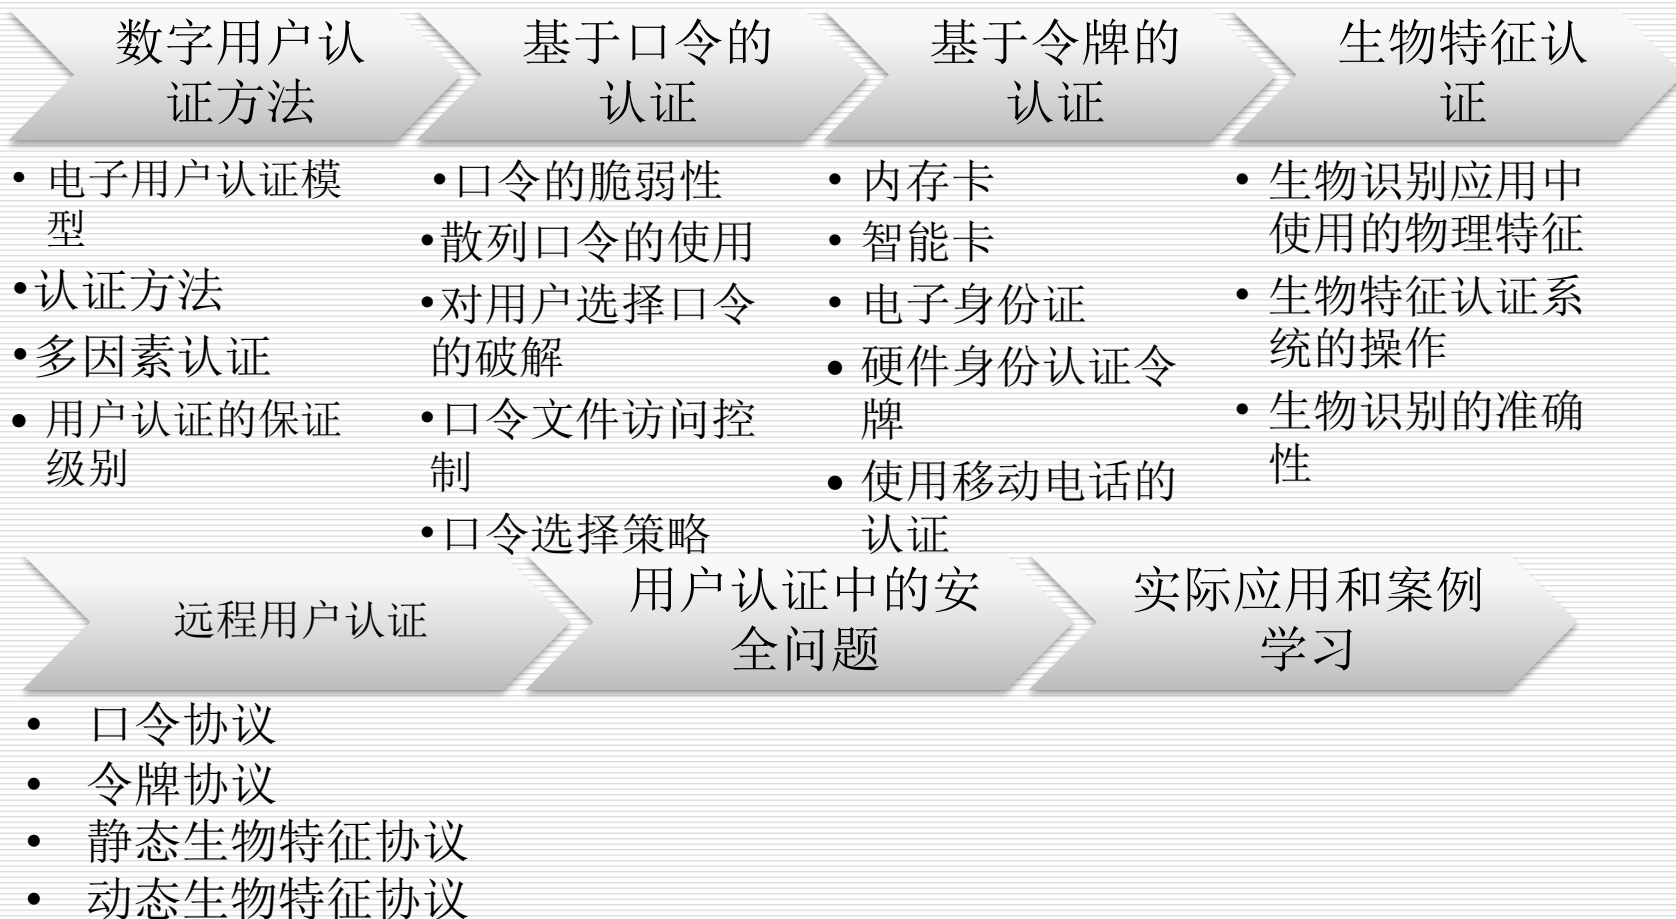 数字用户认
证方法
• 电子用户认证模
型
•认证方法
•多因素认证
• 用户认证的保证
级别
基于口令的
认证
•口令的脆弱性
•散列口令的使用
•对用户选择口令
的破解
•口令文件访问控
制
•口令选择策略
基于令牌的
认证
• 内存卡
• 智能卡
• 电子身份证
• 硬件身份认证令
牌
• 使用移动电话的
认证
生物特征认
证
• 生物识别应用中
使用的物理特征
• 生物特征认证系
统的操作
• 生物识别的准确
性
远程用户认证
• 口令协议
• 令牌协议
• 静态生物特征协议
• 动态生物特征协议
用户认证中的安
全问题
实际应用和案例
学习